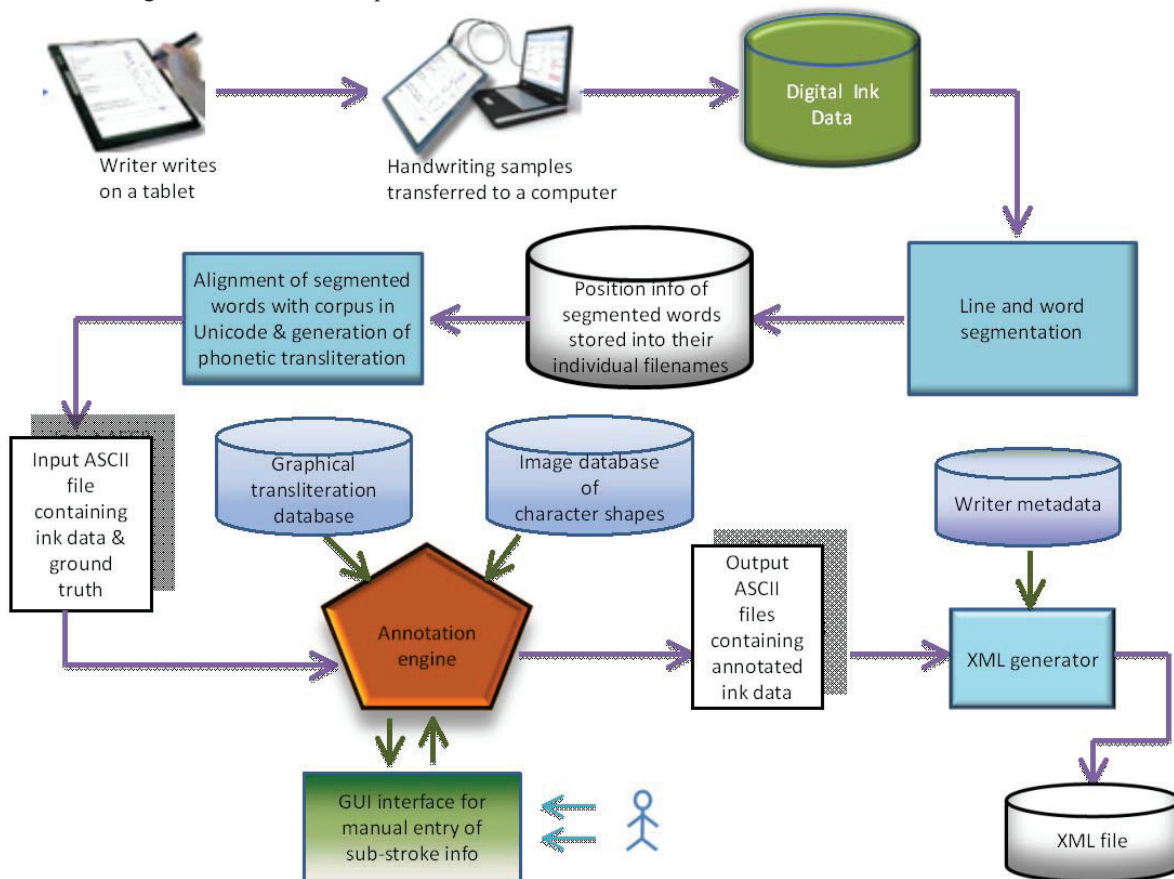 Writer writes
on a tablet
Handwriting samples
transferred to a computer
Digital Ink
Data
Line and word
segmentation
Position info of
segmented words
stored into their
individual filenames
Alignment of segmented
words with corpus in
Unicode & generation of
phonetic transliteration
Input ASCII
file
containing
ink data &
ground
truth
Graphical
transliteration
database
Image database
of
character shapes
Annotation
engine
GUI interface for
manual entry of
sub-stroke info
Output
ASCII
files
containing
annotated
ink data
Writer metadata
XML generator
XML file